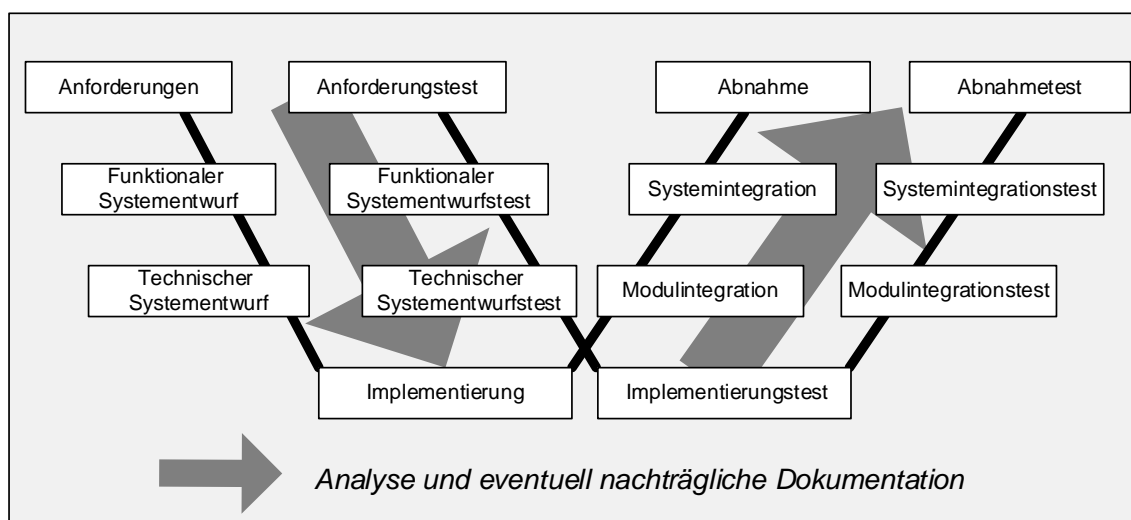 Anforderungen
Anforderungstest
Abnahme
Abnahmetest
Funktionaler
Systementwurf
Funktionaler
Systementwurfstest
Systemintegration
Systemintegrationstest
Technischer
Systementwurf
Technischer
Systementwurfstest
Modulintegration
Modulintegrationstest
Implementierung
Implementierungstest
Analyse und eventuell nachträgliche Dokumentation